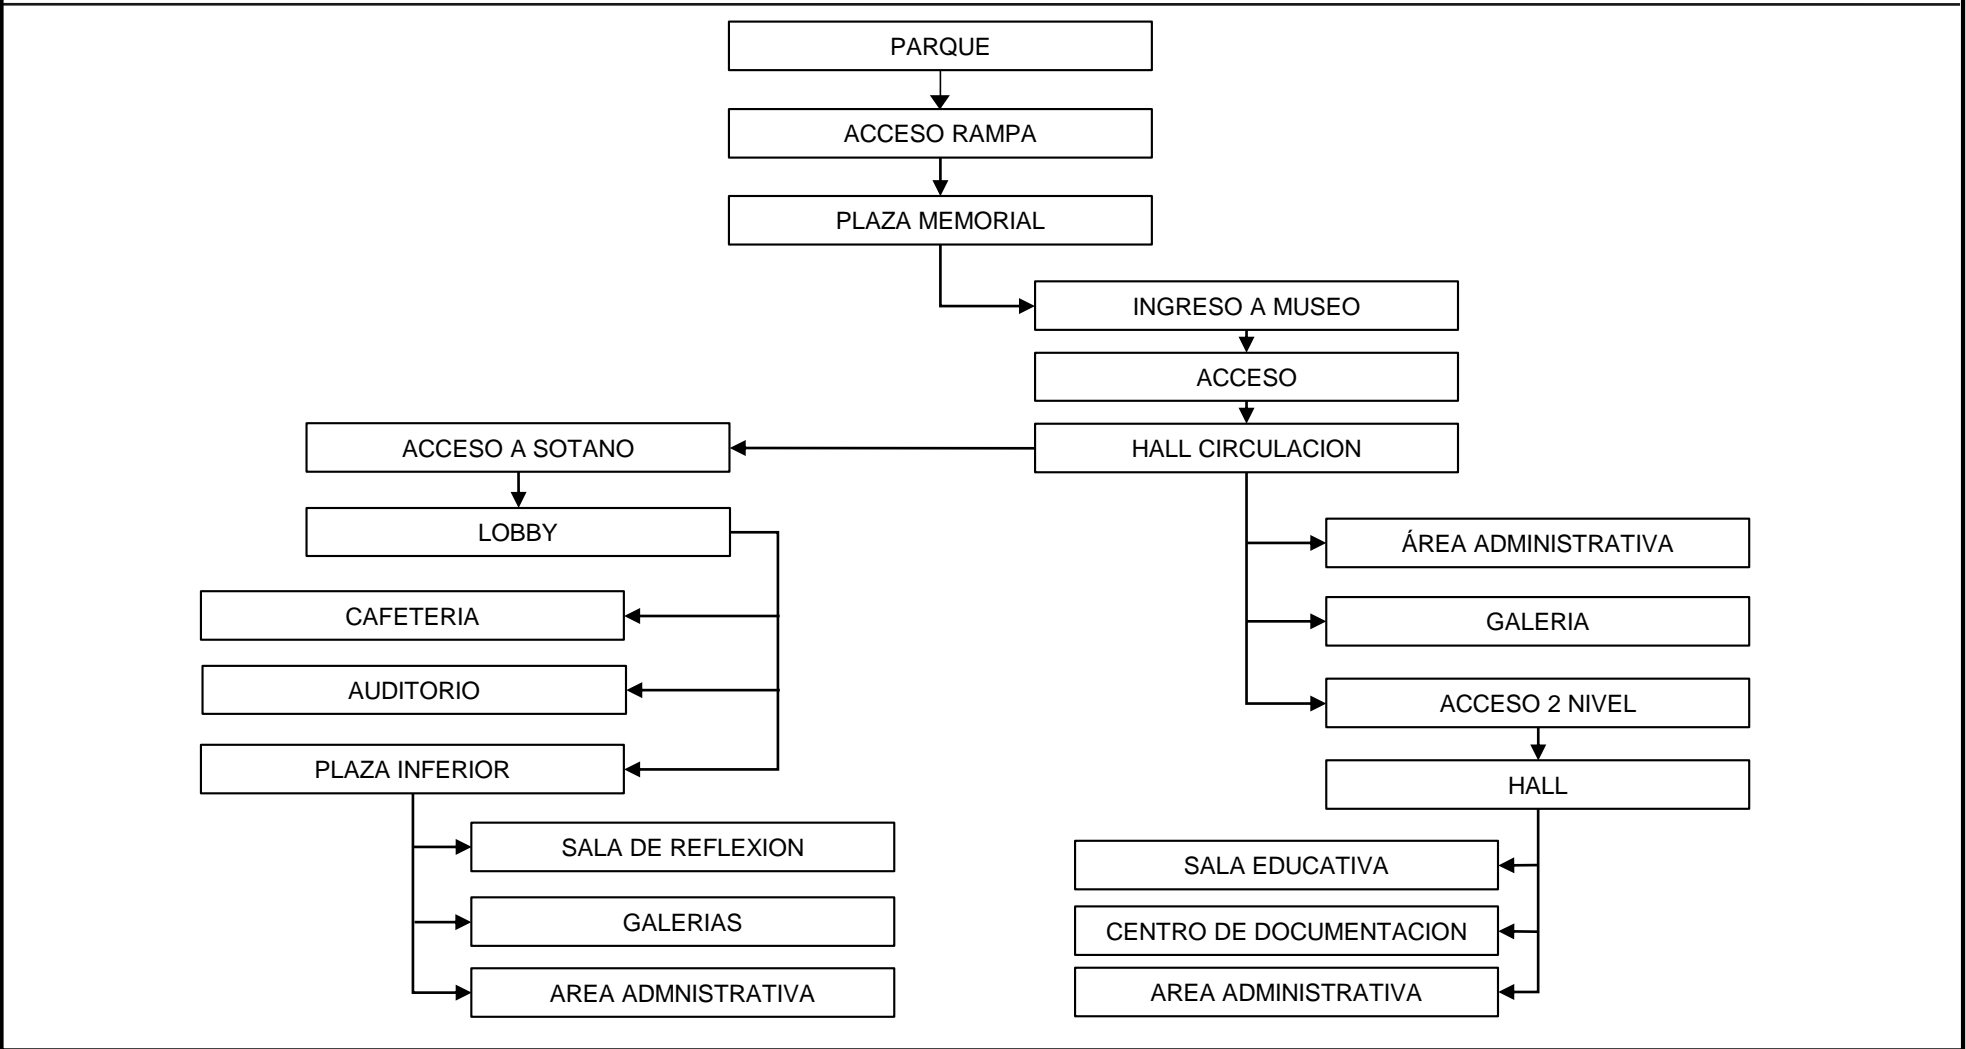 PARQUE
ACCESO RAMPA
PLAZA MEMORIAL
INGRESO A MUSEO
ACCESO
HALL CIRCULACION
ACCESO A SOTANO
LOBBY
CAFETERIA
AUDITORIO
PLAZA INFERIOR
SALA DE REFLEXION
GALERIAS
AREA ADMNISTRATIVA
ÁREA ADMINISTRATIVA
GALERIA
ACCESO 2 NIVEL
HALL
SALA EDUCATIVA
CENTRO DE DOCUMENTACION
AREA ADMINISTRATIVA